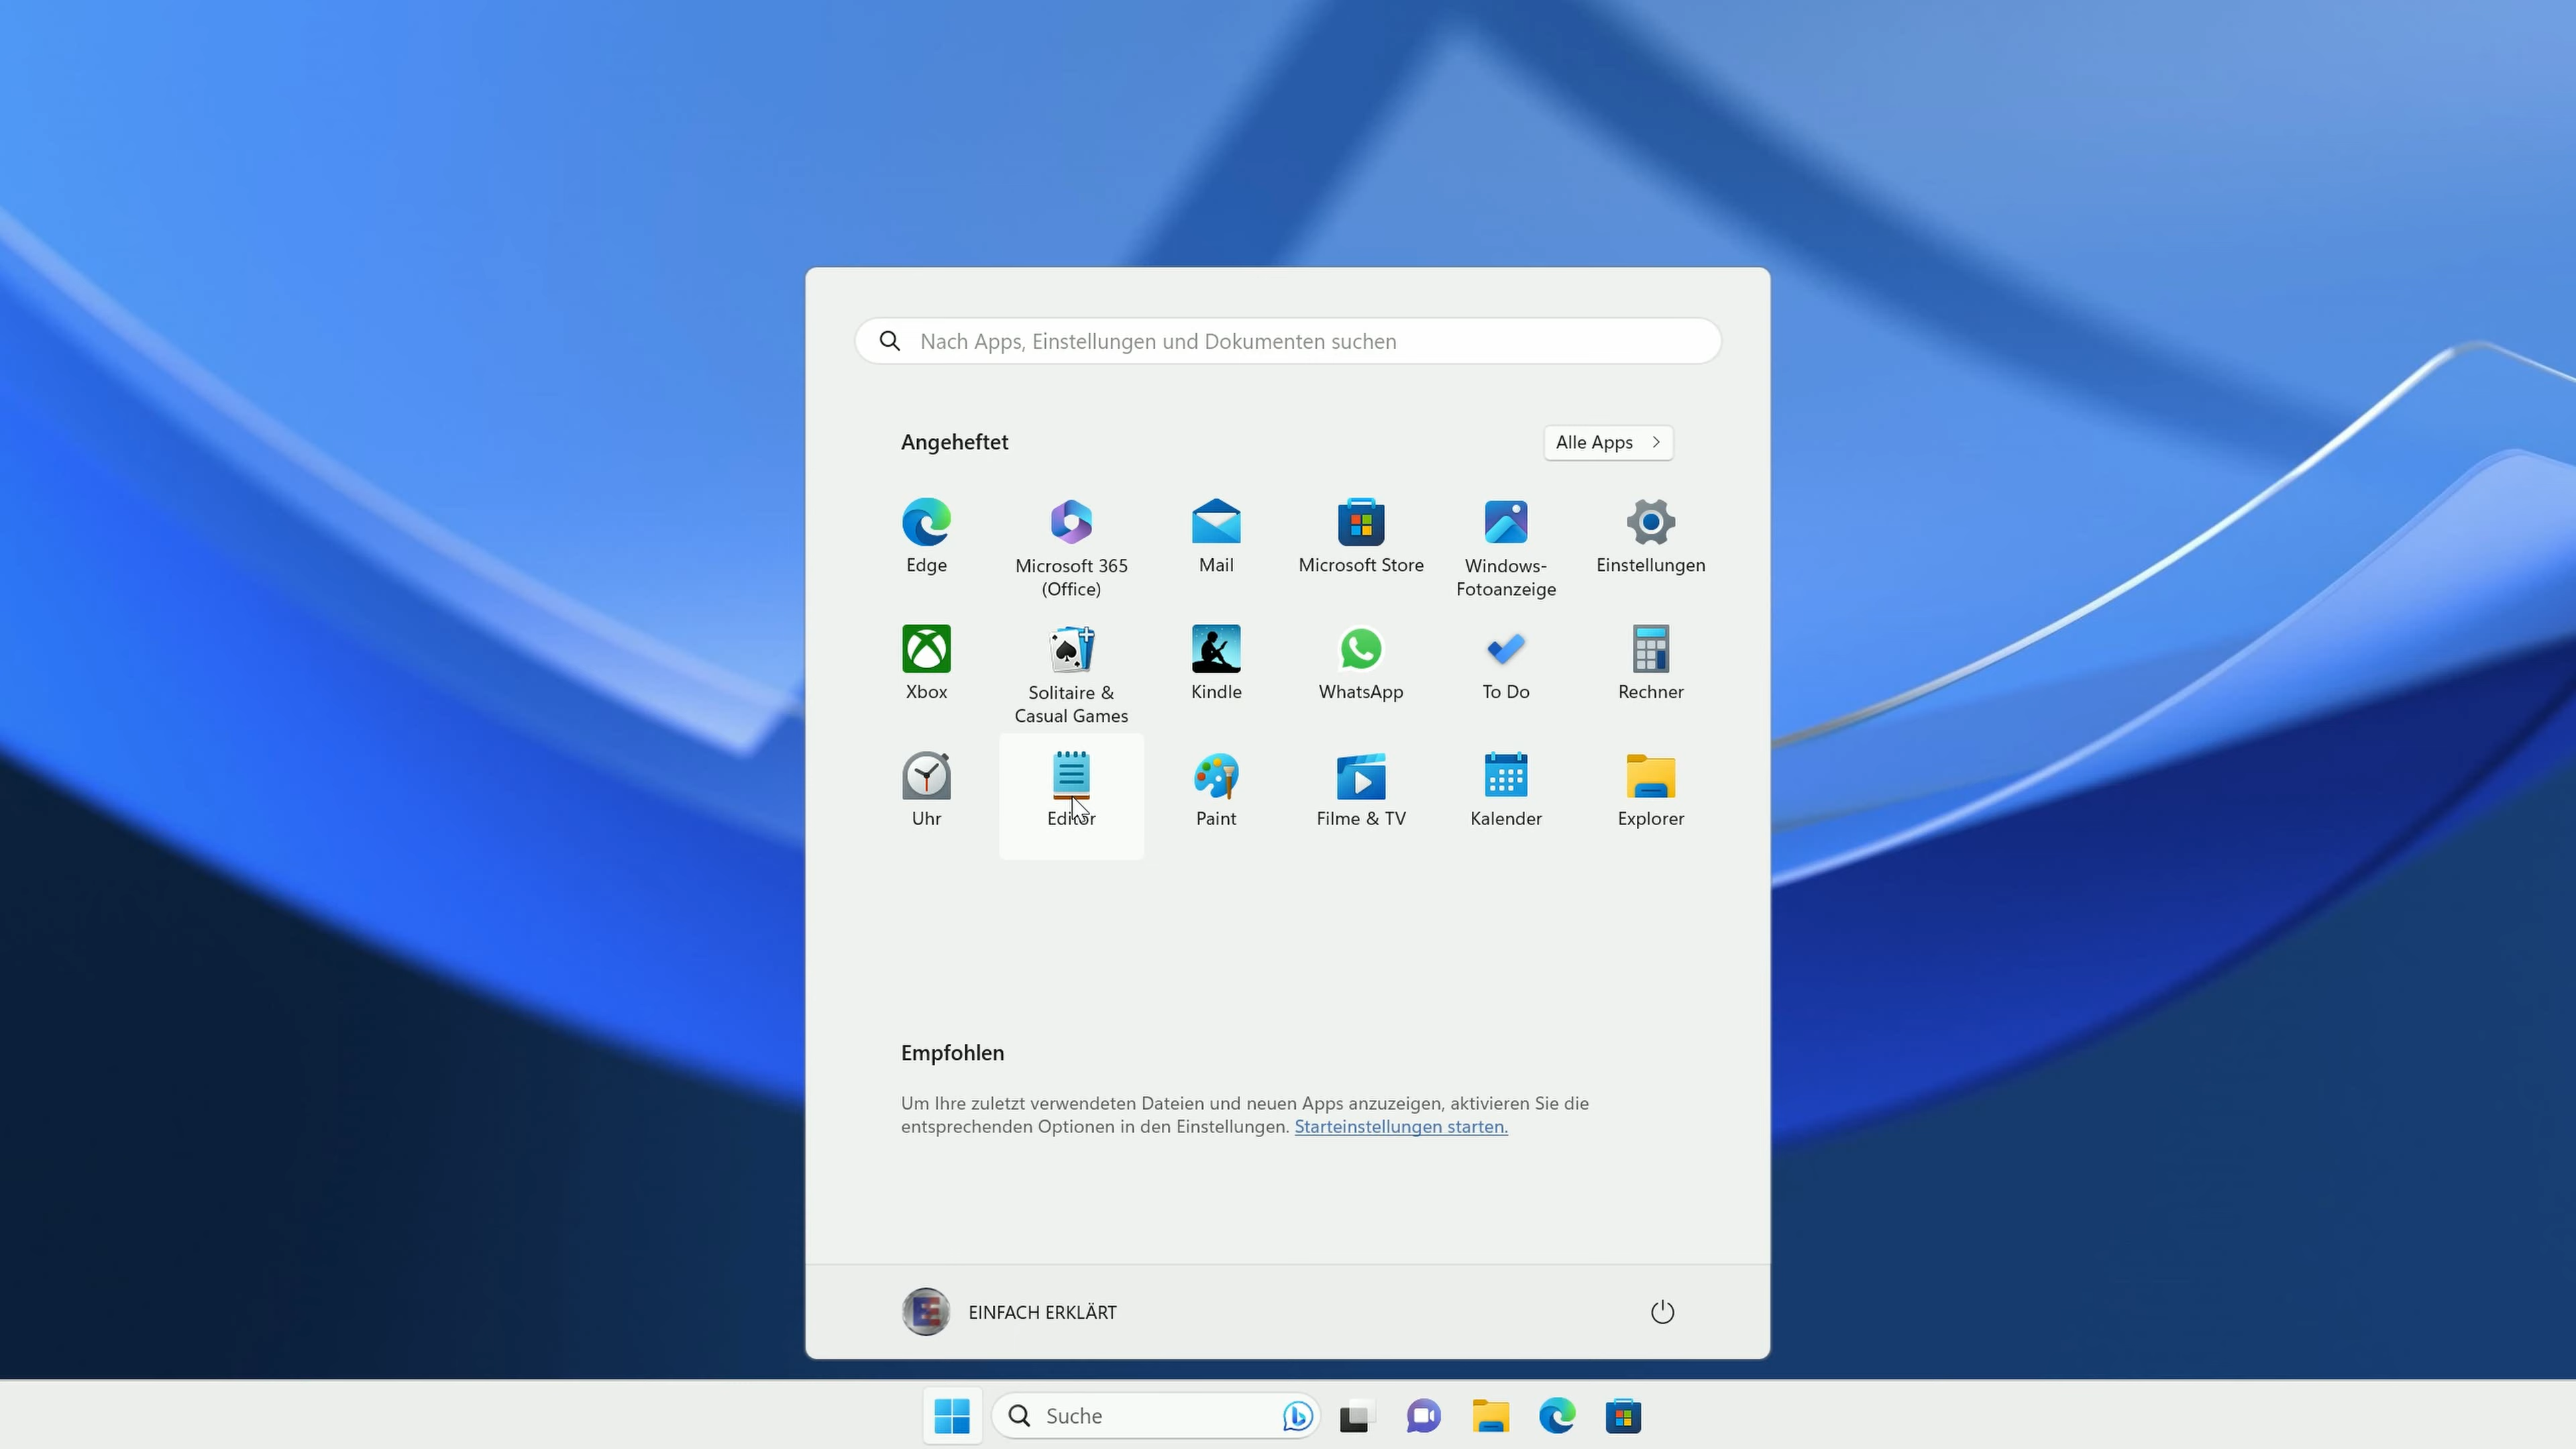 Nach Apps, Einstellungen und Dokumenten suchen
Angeheftet
Alle Apps
Edge
Microsoft 365
(Office)
Mail
Microsoft Store
Windows-
Fotoanzeige
Einstellungen
Xbox
Solitaire &
Casual Games
Kindle
WhatsApp
To Do
Rechner
Uhr
Editor
Paint
Filme & TV
Kalender
Explorer
Empfohlen
Um Ihre zuletzt verwendeten Dateien und neuen Apps anzuzeigen, aktivieren Sie die
entsprechenden Optionen in den Einstellungen. Starteinstellungen starten.
EINFACH ERKLÄRT
Suche